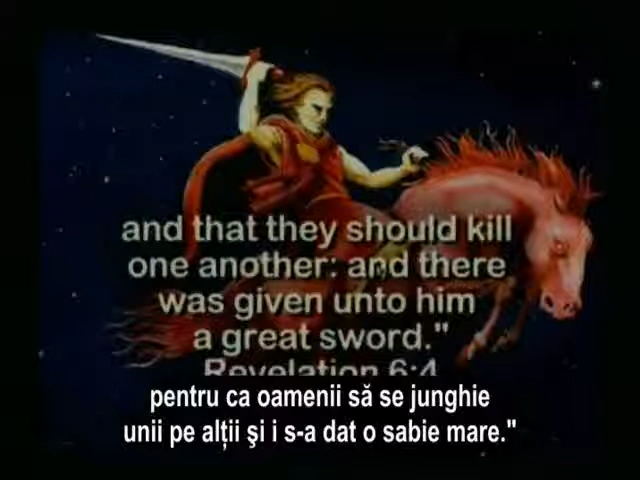 and that they should kill
one another: and there
was given unto him
a great sword."
Revelation 6:4
pentru ca oamenii să se junghie
unii pe alţii şi i s-a dat o sabie mare."